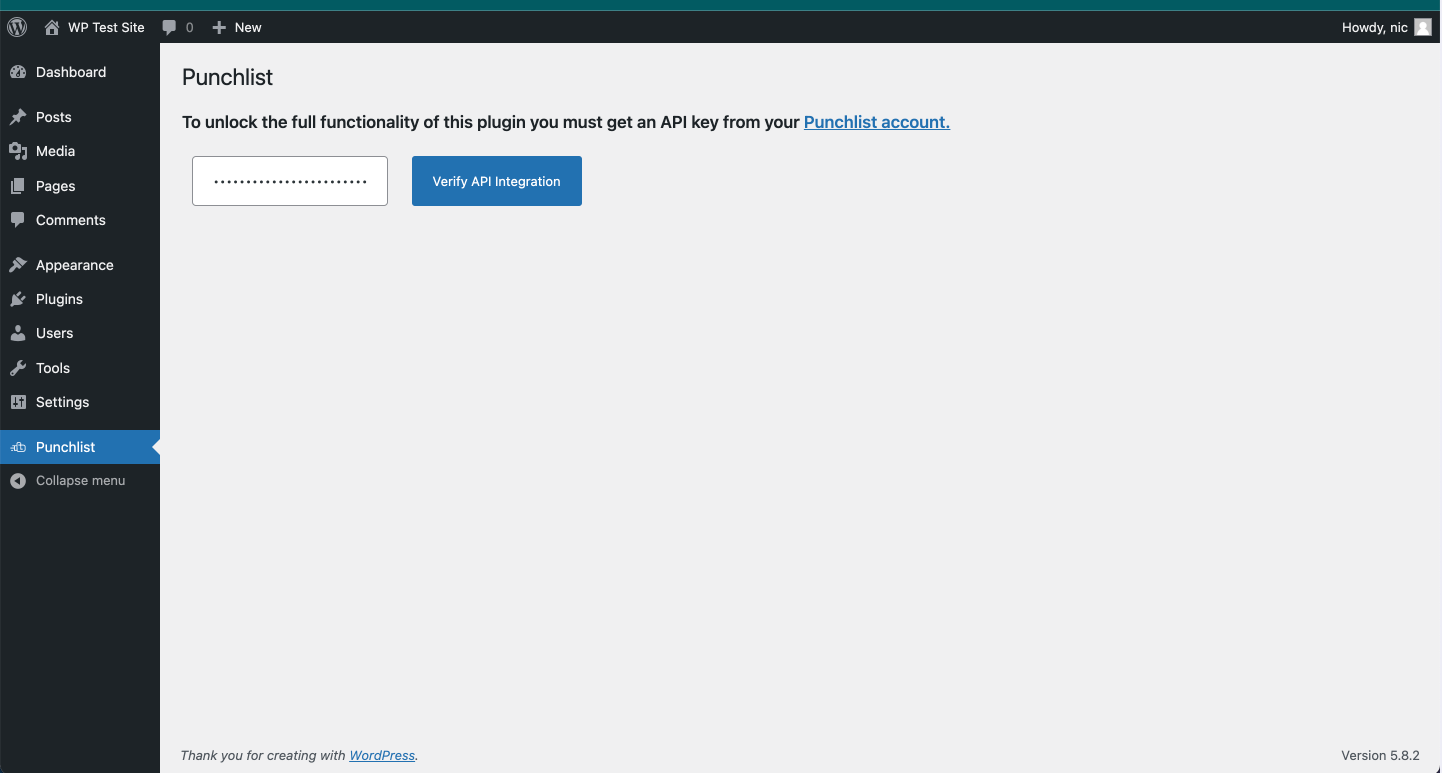 WP Test Site 0 New Howdy, nic
Dashboard
Posts
Media
Pages
Comments
Appearance
Plugins
Users
Tools
Settings
Punchlist
Collapse menu
Punchlist
To unlock the full functionality of this plugin you must get an API key from your Punchlist account.
Verify API Integration
Thank you for creating with WordPress. Version 5.8.2